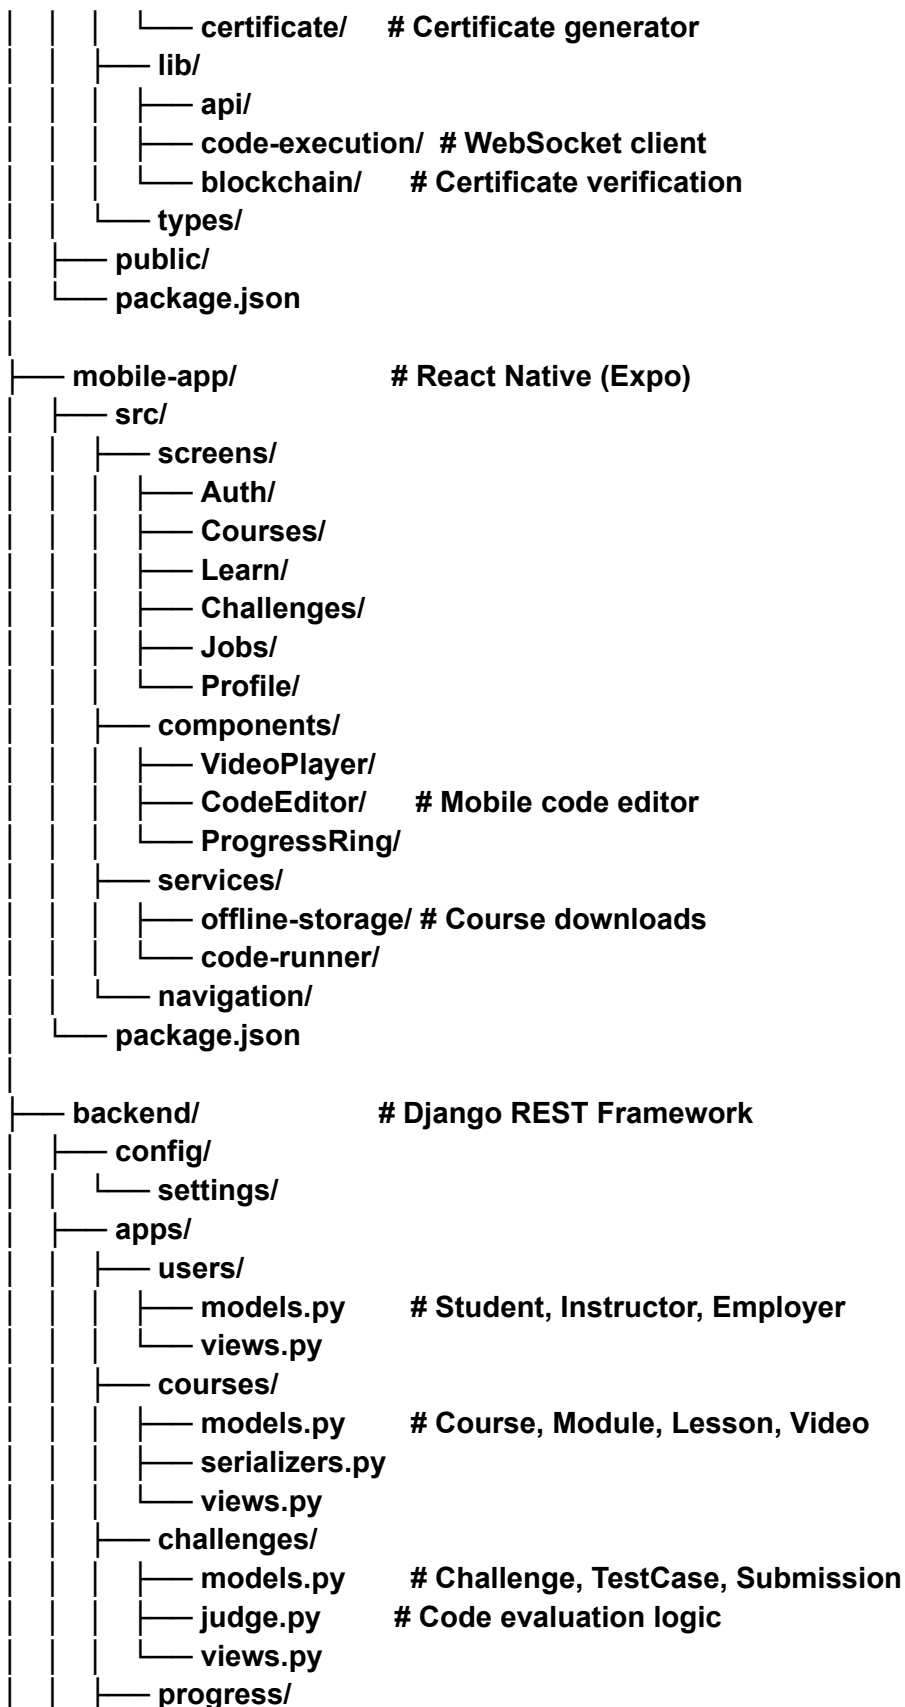 │   │   │   └── certificate/    # Certificate generator
│   │   ├── lib/
│   │   │   ├── api/
│   │   │   ├── code-execution/  # WebSocket client
│   │   │   └── blockchain/      # Certificate verification
│   │   └── types/
│   ├── public/
│   └── package.json
│
├── mobile-app/                # React Native (Expo)
│   ├── src/
│   │   ├── screens/
│   │   │   ├── Auth/
│   │   │   ├── Courses/
│   │   │   ├── Learn/
│   │   │   ├── Challenges/
│   │   │   ├── Jobs/
│   │   │   └── Profile/
│   │   ├── components/
│   │   │   ├── VideoPlayer/
│   │   │   ├── CodeEditor/      # Mobile code editor
│   │   │   └── ProgressRing/
│   │   ├── services/
│   │   │   ├── offline-storage/ # Course downloads
│   │   │   └── code-runner/
│   │   └── navigation/
│   └── package.json
│
├── backend/                   # Django REST Framework
│   ├── config/
│   │   └── settings/
│   ├── apps/
│   │   ├── users/
│   │   │   ├── models.py        # Student, Instructor, Employer
│   │   │   └── views.py
│   │   ├── courses/
│   │   │   ├── models.py        # Course, Module, Lesson, Video
│   │   │   ├── serializers.py
│   │   │   └── views.py
│   │   ├── challenges/
│   │   │   ├── models.py        # Challenge, TestCase, Submission
│   │   │   ├── judge.py         # Code evaluation logic
│   │   │   └── views.py
│   │   ├── progress/